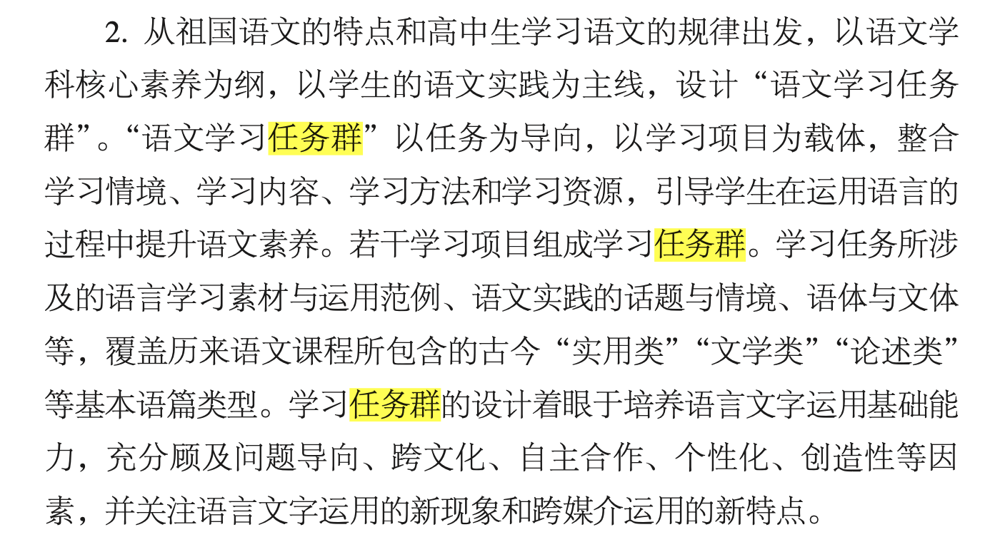 2. 从祖国语文的特点和高中生学习语文的规律出发，以语文学
科核心素养为纲，以学生的语文实践为主线，设计“语文学习任务
群”。“语文学习任务群”以任务为导向，以学习项目为载体，整合
学习情境、学习内容、学习方法和学习资源，引导学生在运用语言的
过程中提升语文素养。若干学习项目组成学习任务群。学习任务所涉
及的语言学习素材与运用范例、语文实践的话题与情境、语体与文体
等，覆盖历来语文课程所包含的古今“实用类”“文学类”“论述类”
等基本语篇类型。学习任务群的设计着眼于培养语言文字运用基础能
力，充分顾及问题导向、跨文化、自主合作、个性化、创造性等因
素，并关注语言文字运用的新现象和跨媒介运用的新特点。